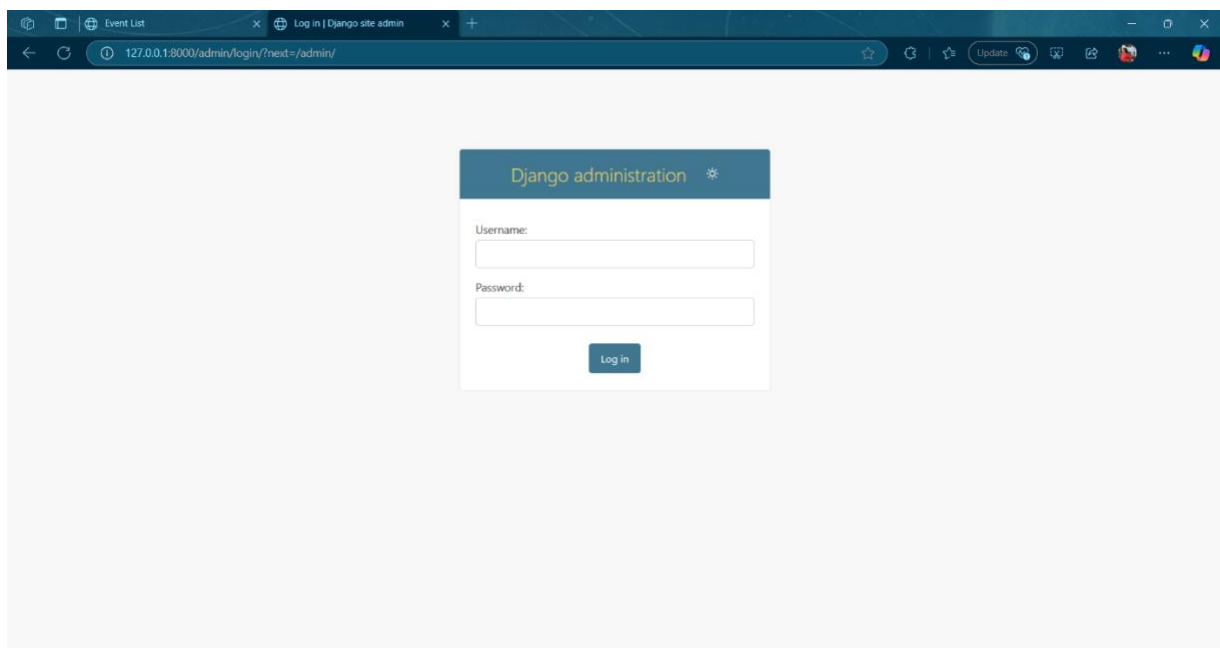 Event List
Log in | Django site admin
127.0.0.1:8000/admin/login/?next=/admin/
Update
Django administration
Username:
Password:
Log in